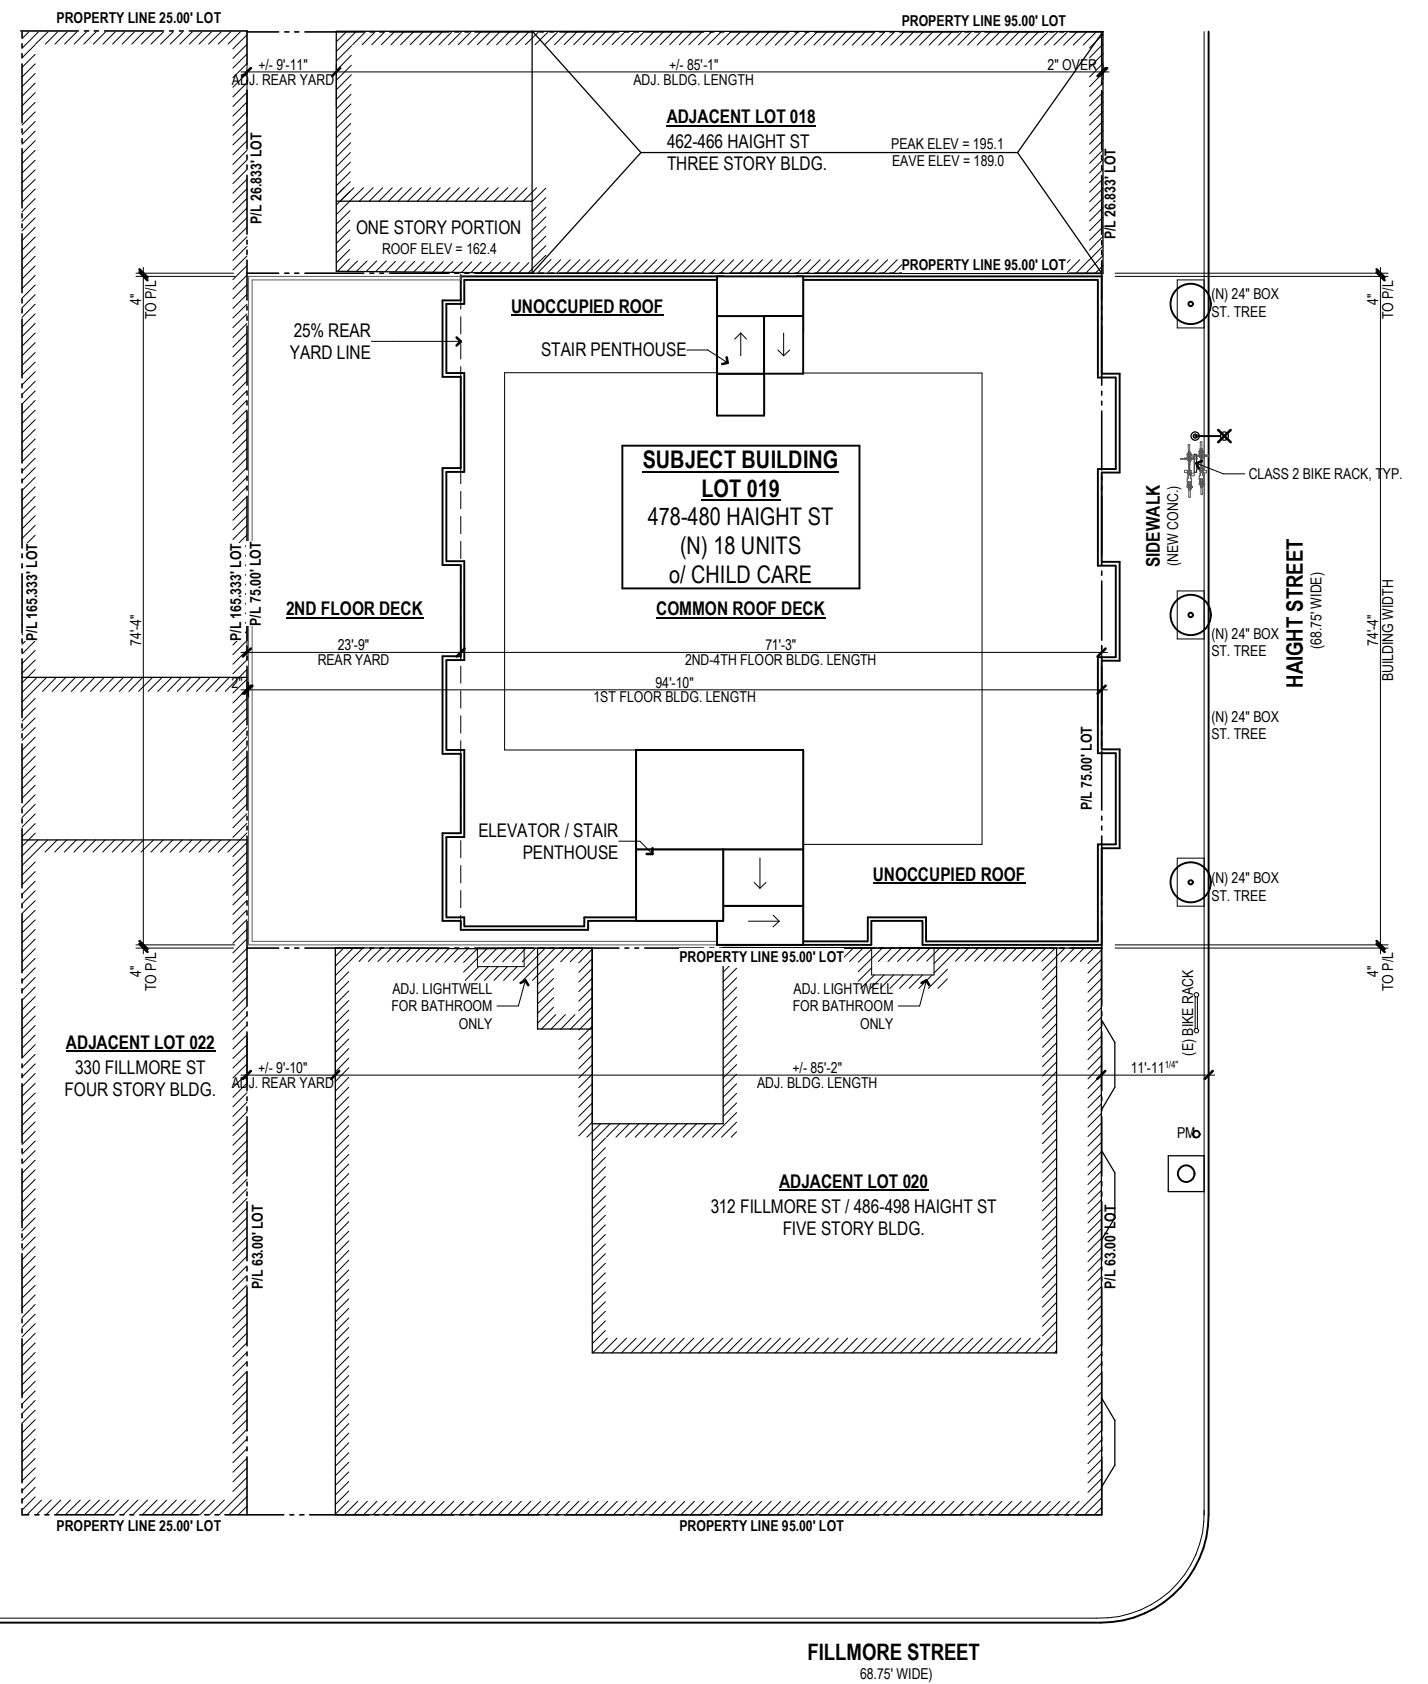 PROPERTY LINE 25.00' LOT
PROPERTY LINE 95.00' LOT
+/- 9'-11"
ADJ. REAR YARD
+/- 85'-1"
ADJ. BLDG. LENGTH
2" OVER
ADJACENT LOT 018
462-466 HAIGHT ST
THREE STORY BLDG.
PEAK ELEV = 195.1
EAVE ELEV = 189.0
P/L 26.833' LOT
P/L 26.833' LOT
ONE STORY PORTION
ROOF ELEV = 162.4
PROPERTY LINE 95.00' LOT
4"
TO P/L
UNOCCUPIED ROOF
25% REAR
YARD LINE
STAIR PENTHOUSE
(N) 24" BOX
ST. TREE
4"
TO P/L
SUBJECT BUILDING
LOT 019
478-480 HAIGHT ST
(N) 18 UNITS
o/ CHILD CARE
CLASS 2 BIKE RACK, TYP.
SIDEWALK
(NEW CONC.)
HAIGHT STREET
(68.75' WIDE)
P/L 165.333' LOT
P/L 165.333' LOT
P/L 75.00' LOT
74'-4"
2ND FLOOR DECK
COMMON ROOF DECK
23'-9"
REAR YARD
71'-3"
2ND-4TH FLOOR BLDG. LENGTH
(N) 24" BOX
ST. TREE
74'-4"
BUILDING WIDTH
2"
94'-10"
1ST FLOOR BLDG. LENGTH
(N) 24" BOX
ST. TREE
P/L 75.00' LOT
ELEVATOR / STAIR
PENTHOUSE
UNOCCUPIED ROOF
(N) 24" BOX
ST. TREE
PROPERTY LINE 95.00' LOT
4"
TO P/L
ADJ. LIGHTWELL
FOR BATHROOM
ONLY
ADJ. LIGHTWELL
FOR BATHROOM
ONLY
(E) BIKE RACK
4"
TO P/L
ADJACENT LOT 022
330 FILLMORE ST
FOUR STORY BLDG.
+/- 9'-10"
ADJ. REAR YARD
+/- 85'-2"
ADJ. BLDG. LENGTH
11'-11 1/4"
PM
ADJACENT LOT 020
312 FILLMORE ST / 486-498 HAIGHT ST
FIVE STORY BLDG.
P/L 63.00' LOT
P/L 63.00' LOT
PROPERTY LINE 25.00' LOT
PROPERTY LINE 95.00' LOT
FILLMORE STREET
68.75' WIDE)